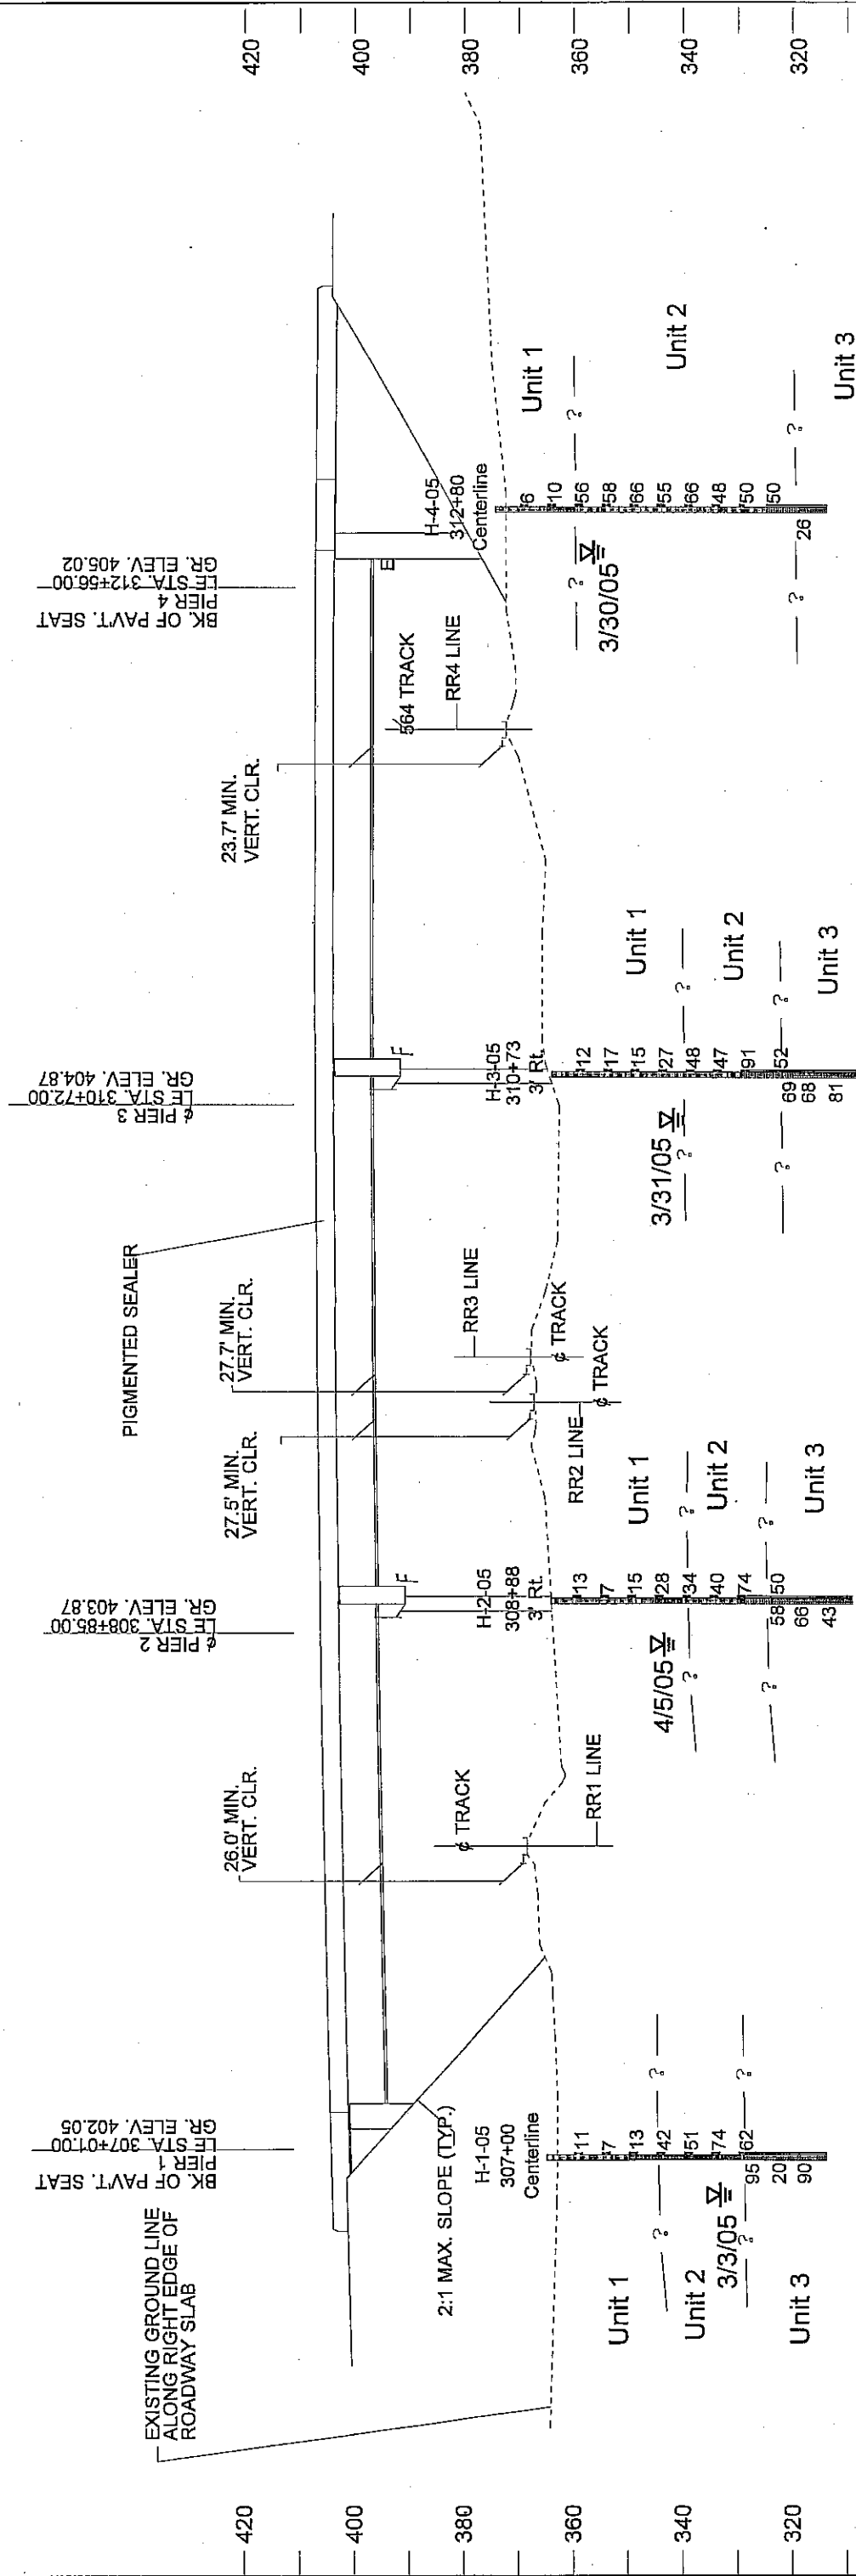 420
400
380
360
340
320
EXISTING GROUND LINE
ALONG RIGHT EDGE OF
ROADWAY SLAB
BK. OF PAVT. SEAT
PIER 1
LE STA. 307+01.00
GR. ELEV. 402.05
2:1 MAX. SLOPE (TYP.)
H-1-05
307+00
Centerline
11
7
13
42
51
74
62
95
20
90
3/3/05
?
?
?
?
Unit 1
Unit 2
Unit 3
26.0' MIN.
VERT. CLR.
¢ TRACK
RR1 LINE
¢ PIER 2
LE STA. 308+85.00
GR. ELEV. 403.87
F
H-2-05
308+88
3' Rt.
13
7
15
28
34
40
74
50
58
66
43
4/5/05
?
?
?
?
Unit 1
Unit 2
Unit 3
27.5' MIN.
VERT. CLR.
27.7' MIN.
VERT. CLR.
RR2 LINE
¢ TRACK
RR3 LINE
¢ TRACK
PIGMENTED SEALER
¢ PIER 3
LE STA. 310+72.00
GR. ELEV. 404.87
F
H-3-05
310+73
3' Rt.
12
17
15
27
48
47
91
52
69
68
81
3/31/05
?
?
?
?
Unit 1
Unit 2
Unit 3
23.7' MIN.
VERT. CLR.
564 TRACK
RR4 LINE
BK. OF PAVT. SEAT
PIER 4
LE STA. 312+56.00
GR. ELEV. 405.02
E
H-4-05
312+80
Centerline
6
10
56
58
66
55
66
48
50
50
26
3/30/05
?
?
?
?
Unit 1
Unit 2
Unit 3
420
400
380
360
340
320